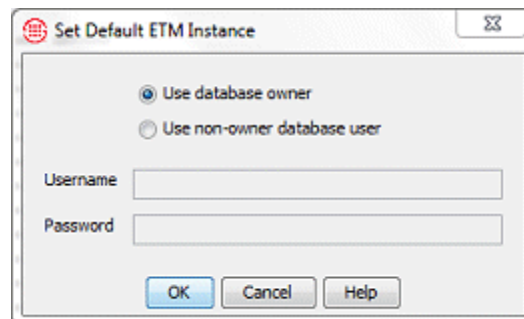 Set Default ETM Instance
Use database owner
Use non-owner database user
Username
Password
OK Cancel Help